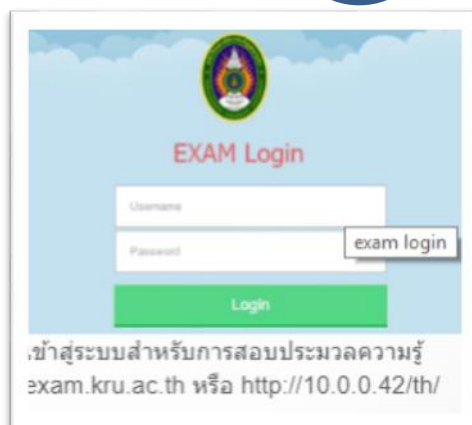 EXAM Login
Username
Password
exam login
Login
เข้าสู่ระบบสำหรับการสอบประมวลความรู้
exam.kru.ac.th หรือ http://10.0.0.42/th/